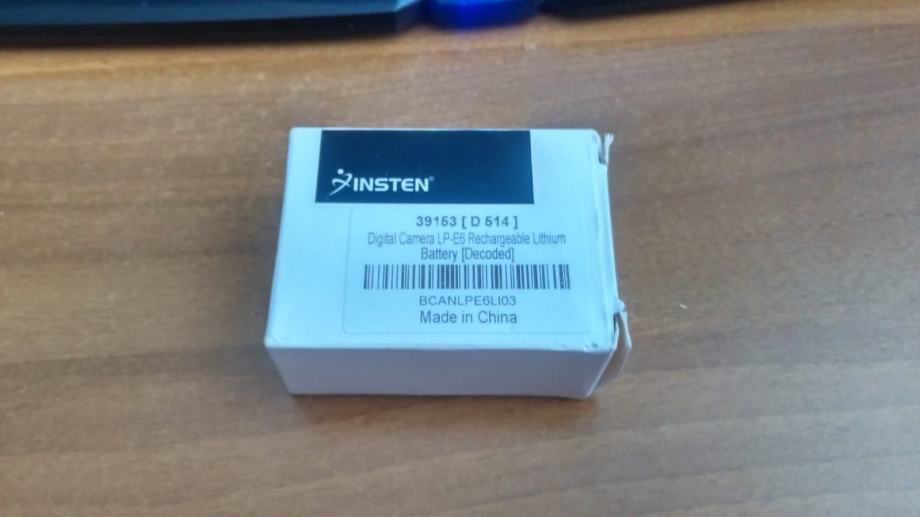 INSTEN®
39153 [ D 514 ]
Digital Camera LP-E6 Rechargeable Lithium
Battery [Decoded]
BCANLPE6LI03
Made in China